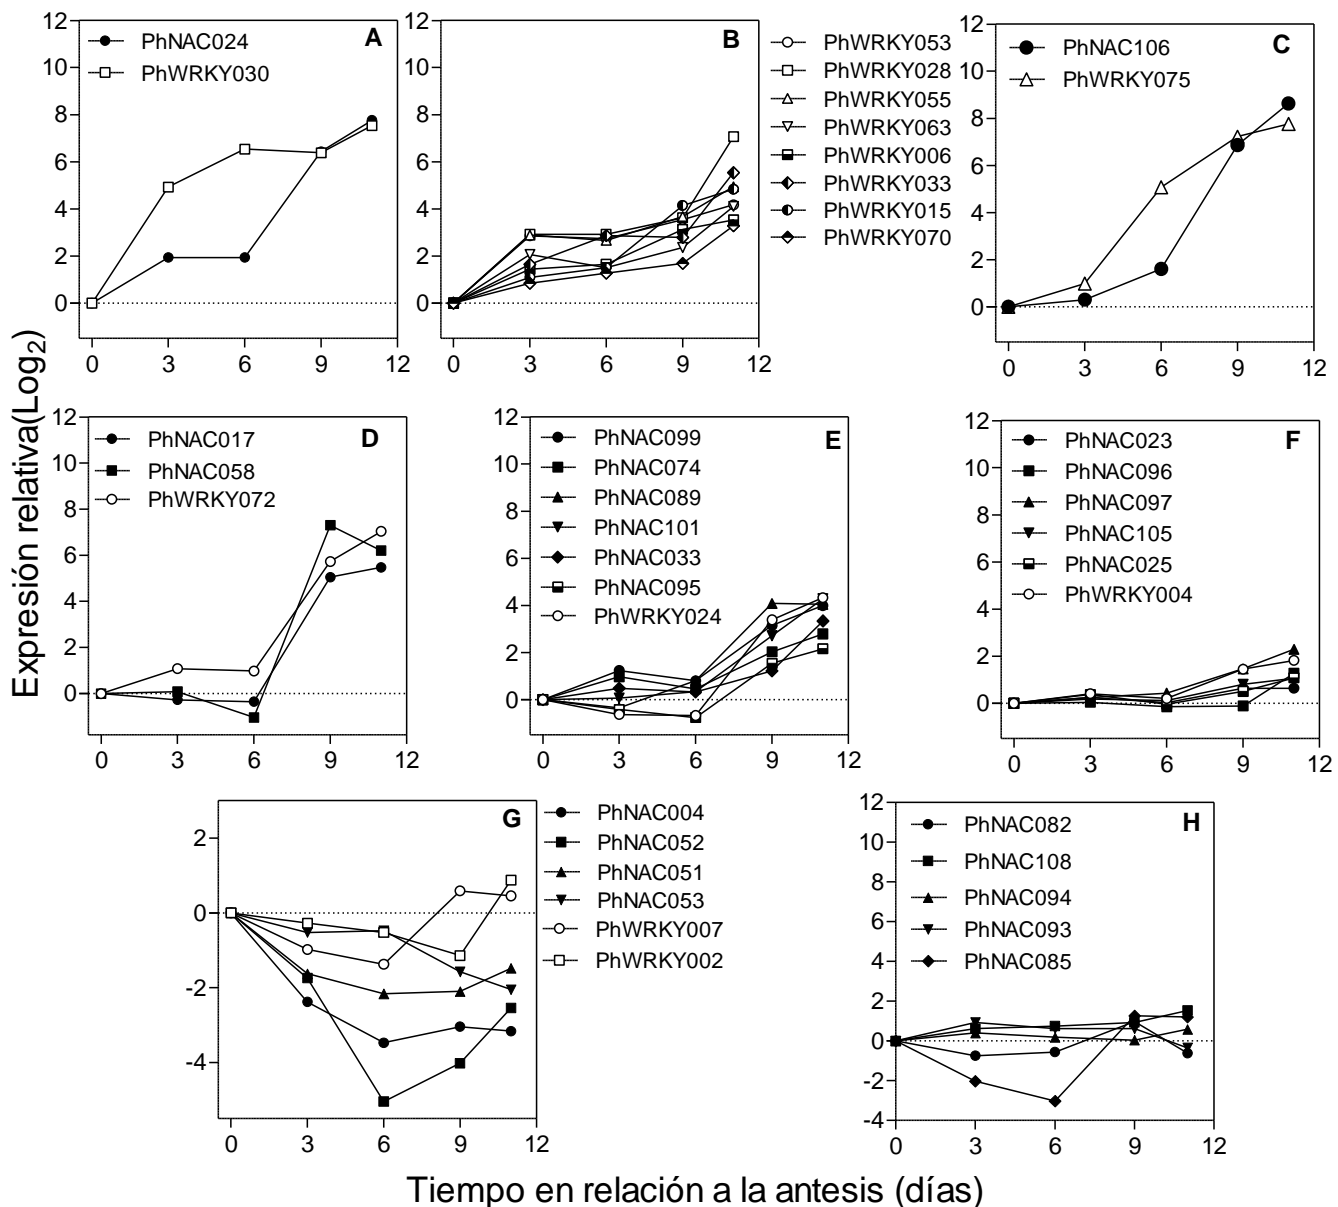 Expresión relativa(Log2)
A
PhNAC024
PhWRKY030
12
10
8
6
4
2
0
0 3 6 9 12
B
PhWRKY053
PhWRKY028
PhWRKY055
PhWRKY063
PhWRKY006
PhWRKY033
PhWRKY015
PhWRKY070
12
10
8
6
4
2
0
0 3 6 9 12
C
PhNAC106
PhWRKY075
12
10
8
6
4
2
0
0 3 6 9 12
D
PhNAC017
PhNAC058
PhWRKY072
12
10
8
6
4
2
0
0 3 6 9 12
E
PhNAC099
PhNAC074
PhNAC089
PhNAC101
PhNAC033
PhNAC095
PhWRKY024
12
10
8
6
4
2
0
0 3 6 9 12
F
PhNAC023
PhNAC096
PhNAC097
PhNAC105
PhNAC025
PhWRKY004
12
10
8
6
4
2
0
0 3 6 9 12
G
PhNAC004
PhNAC052
PhNAC051
PhNAC053
PhWRKY007
PhWRKY002
2
0
-2
-4
0 3 6 9 12
H
PhNAC082
PhNAC108
PhNAC094
PhNAC093
PhNAC085
12
10
8
6
4
2
0
-2
-4
0 3 6 9 12
Tiempo en relación a la antesis (días)